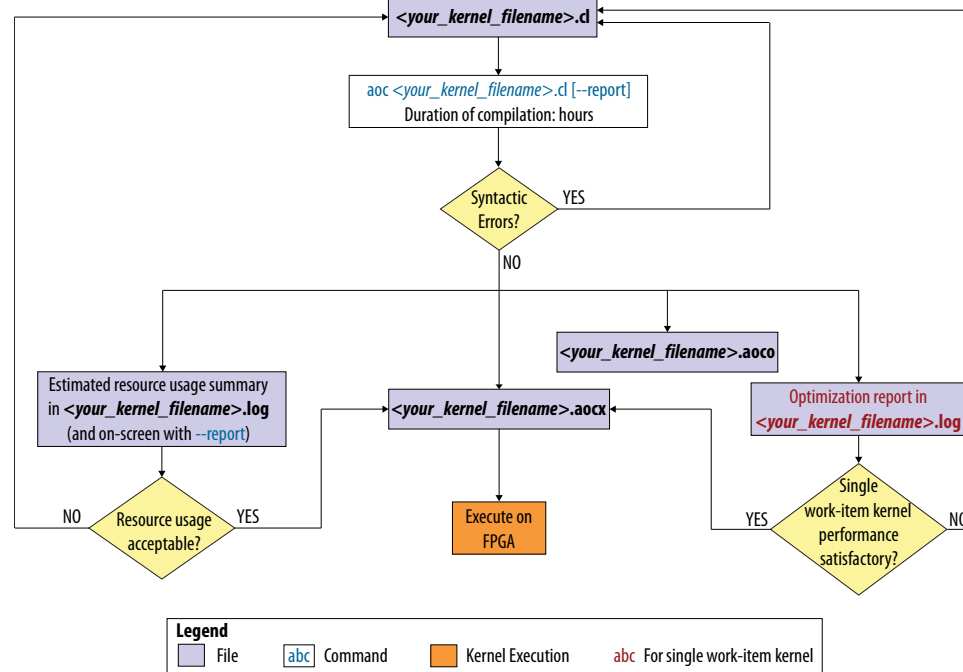 <your_kernel_filename>.cl
aoc <your_kernel_filename>.cl [--report]
Duration of compilation: hours
Syntactic
Errors?
YES
NO
<your_kernel_filename>.aoco
Estimated resource usage summary
in <your_kernel_filename>.log
(and on-screen with --report)
<your_kernel_filename>.aocx
Optimization report in
<your_kernel_filename>.log
NO
Resource usage
acceptable?
YES
Execute on
FPGA
YES
Single
work-item kernel
performance
satisfactory?
NO
Legend
File
abc Command
Kernel Execution
abc For single work-item kernel